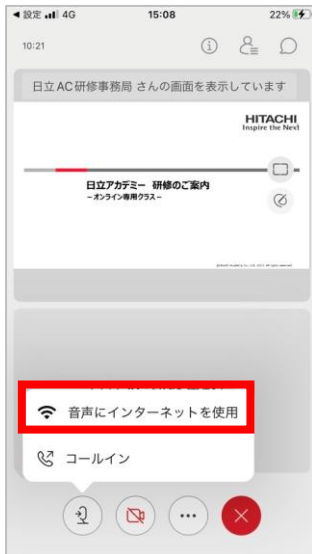 設定 4G 15:08 22%
10:21
日立AC研修事務局 さんの画面を表示しています
HITACHI
Inspire the Next
日立アカデミー 研修のご案内
－オンライン専用クラス－
音声にインターネットを使用
コールイン